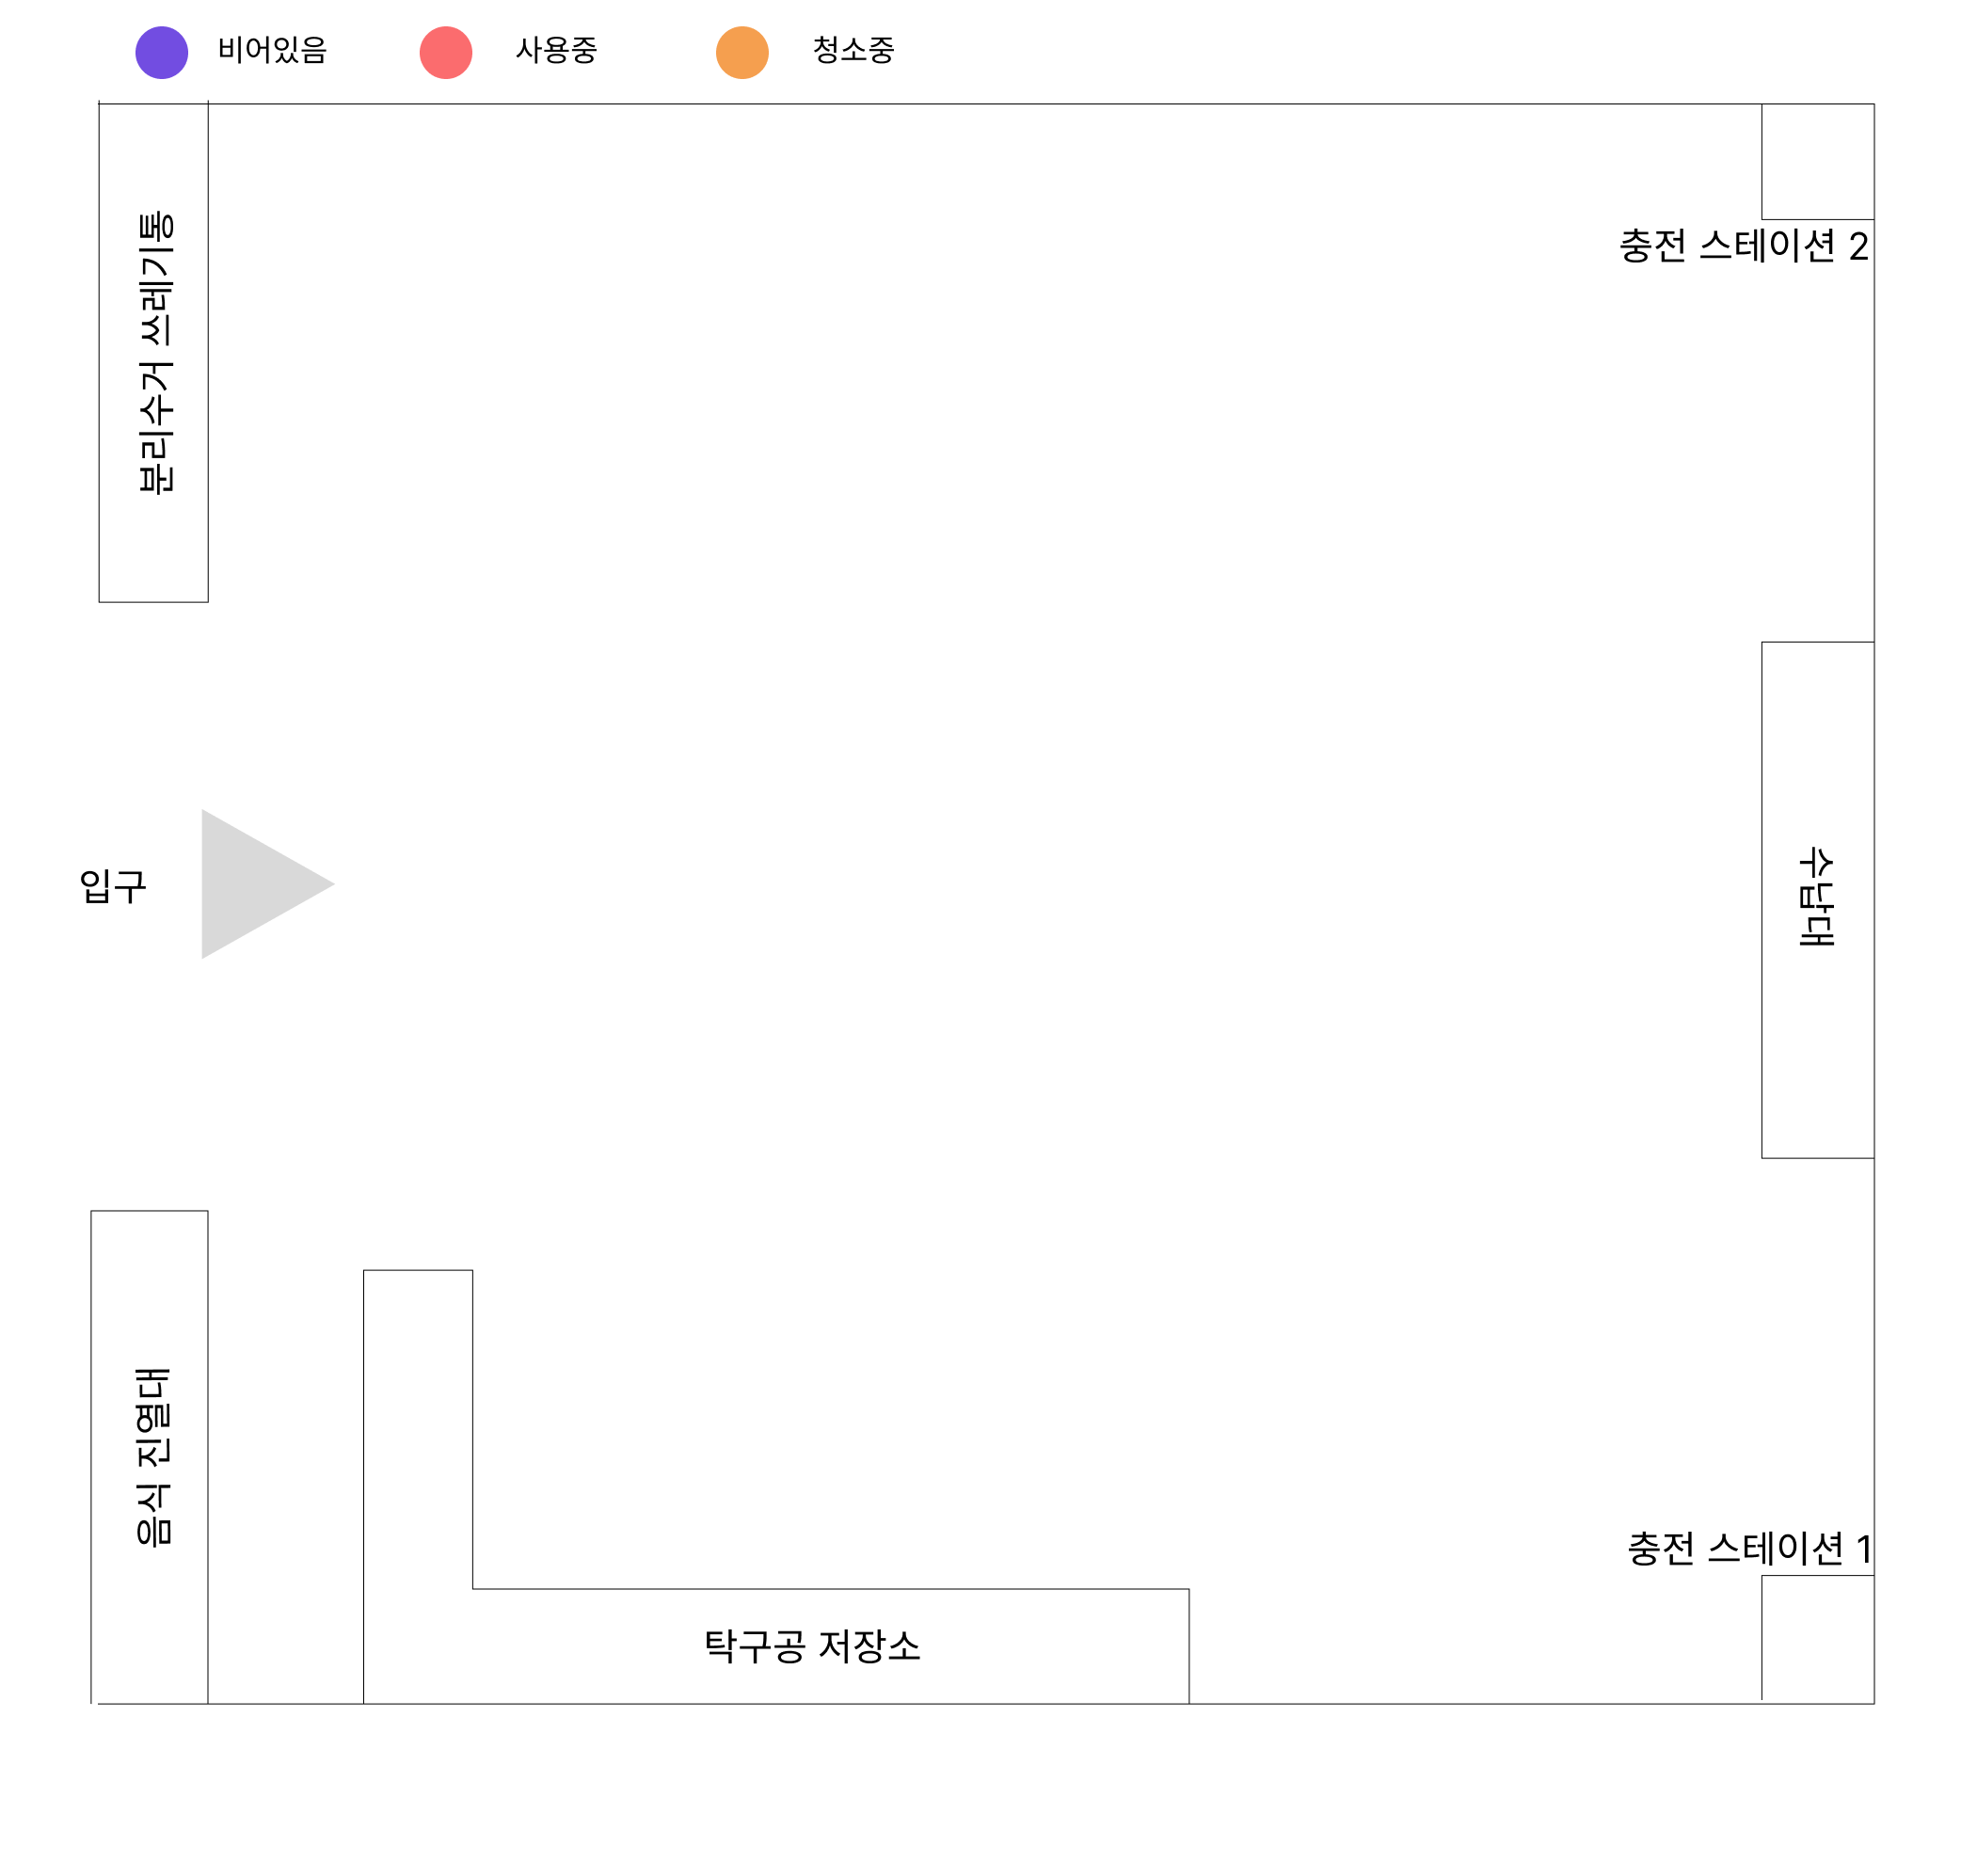 비어있음
사용중
청소중
분리수거 쓰레기통
충전 스테이션 2
입구
수납대
음식 진열대
충전 스테이션 1
탁구공 저장소